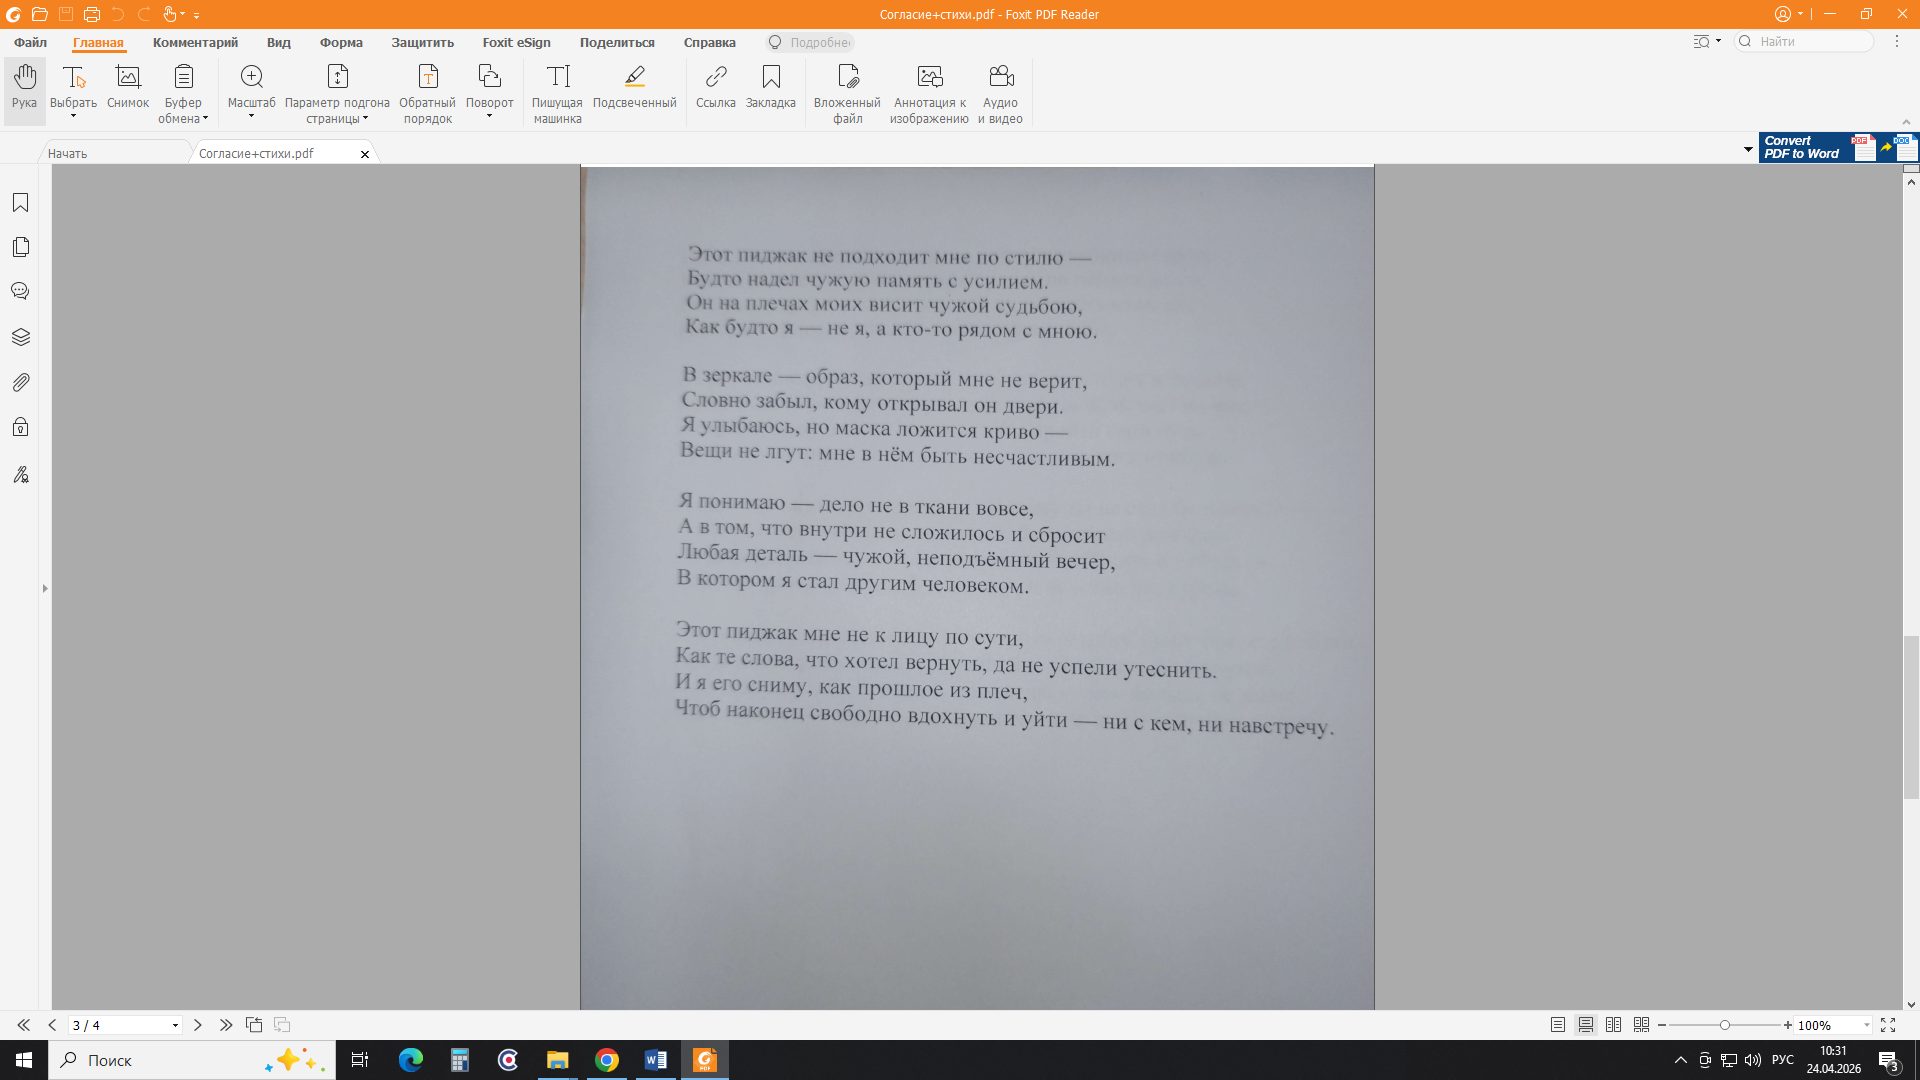 Согласие+стихи.pdf - Foxit PDF Reader
Файл Главная Комментарий Вид Форма Защитить Foxit eSign Поделиться Справка Подробнее Найти
Рука Выбрать Снимок Буфер обмена Масштаб Параметр подгона страницы Обратный порядок Поворот Пишущая машинка Подсвеченный Ссылка Закладка Вложенный файл Аннотация к изображению Аудио и видео
Начать Согласие+стихи.pdf
Convert
PDF to Word
PDF DOC
Этот пиджак не подходит мне по стилю —
Будто надел чужую память с усилием.
Он на плечах моих висит чужой судьбою,
Как будто я — не я, а кто-то рядом с мною.
В зеркале — образ, который мне не верит,
Словно забыл, кому открывал он двери.
Я улыбаюсь, но маска ложится криво —
Вещи не лгут: мне в нём быть несчастливым.
Я понимаю — дело не в ткани вовсе,
А в том, что внутри не сложилось и сбросит
Любая деталь — чужой, неподъёмный вечер,
В котором я стал другим человеком.
Этот пиджак мне не к лицу по сути,
Как те слова, что хотел вернуть, да не успели утеснить.
И я его сниму, как прошлое из плеч,
Чтоб наконец свободно вдохнуть и уйти — ни с кем, ни навстречу.
3 / 4
100%
Поиск
РУС
10:31
24.04.2026
3